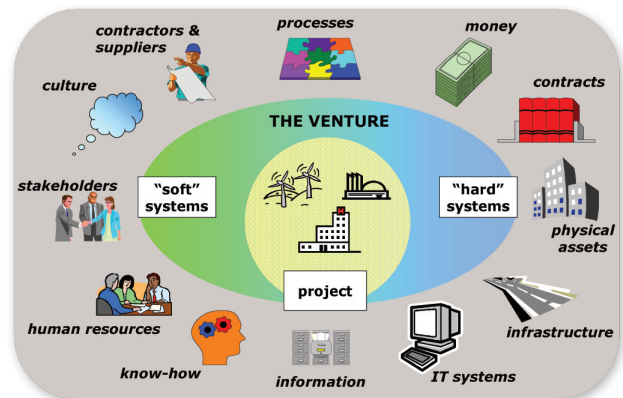 contractors &
suppliers
processes
money
culture
contracts
THE VENTURE
stakeholders
"soft"
systems
"hard"
systems
physical
assets
project
human resources
infrastructure
know-how
information
IT systems